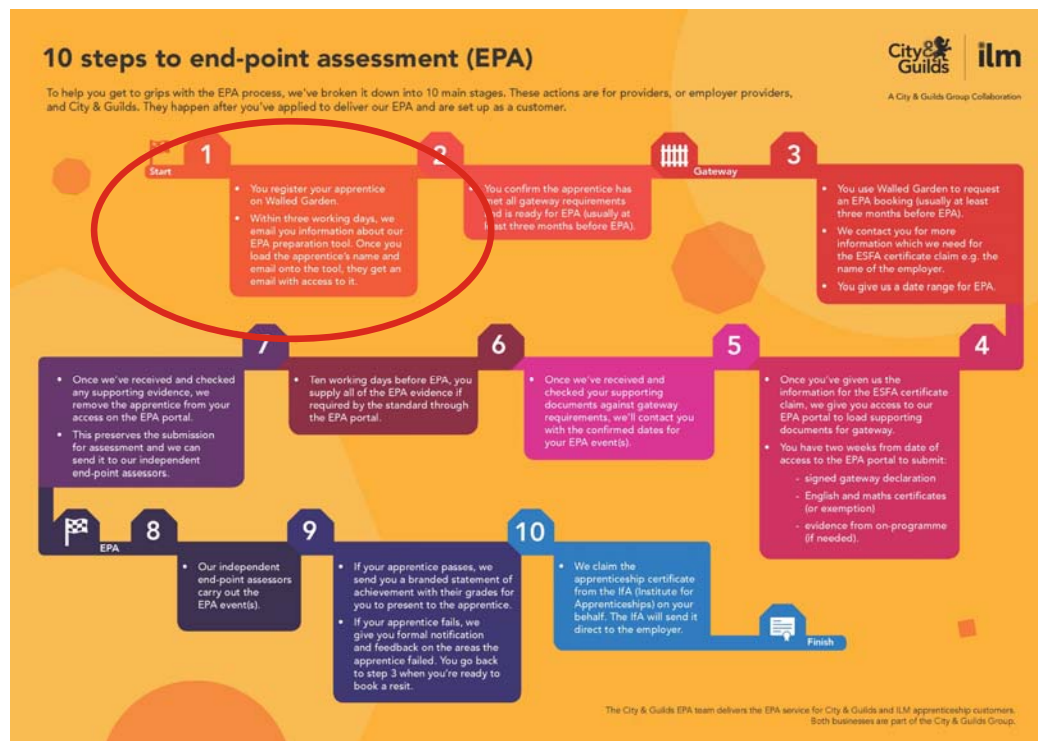 10 steps to end-point assessment (EPA)
City& Guilds
ilm
To help you get to grips with the EPA process, we've broken it down into 10 main stages. These actions are for providers, or employer providers,
and City & Guilds. They happen after you've applied to deliver our EPA and are set up as a customer.
A City & Guilds Group Collaboration
Start
1
• You register your apprentice
on Walled Garden.
• Within three working days, we
email you information about our
EPA preparation tool. Once you
load the apprentice's name and
email onto the tool, they get an
email with access to it.
2
• You confirm the apprentice has
met all gateway requirements
and is ready for EPA (usually at
least three months before EPA).
Gateway
3
• You use Walled Garden to request
an EPA booking (usually at least
three months before EPA).
• We contact you for more
information which we need for
the ESFA certificate claim e.g. the
name of the employer.
• You give us a date range for EPA.
4
• Once you've given us the
information for the ESFA certificate
claim, we give you access to our
EPA portal to load supporting
documents for gateway.
• You have two weeks from date of
access to the EPA portal to submit:
- signed gateway declaration
- English and maths certificates
(or exemption)
- evidence from on-programme
(if needed).
5
• Once we've received and
checked your supporting
documents against gateway
requirements, we'll contact you
with the confirmed dates for
your EPA event(s).
6
• Ten working days before EPA, you
supply all of the EPA evidence if
required by the standard through
the EPA portal.
7
• Once we've received and checked
any supporting evidence, we
remove the apprentice from your
access on the EPA portal.
• This preserves the submission
for assessment and we can
send it to our independent
end-point assessors.
EPA
8
• Our independent
end-point assessors
carry out the
EPA event(s).
9
• If your apprentice passes, we
send you a branded statement of
achievement with their grades for
you to present to the apprentice.
• If your apprentice fails, we
give you formal notification
and feedback on the areas the
apprentice failed. You go back
to step 3 when you're ready to
book a resit.
10
• We claim the
apprenticeship certificate
from the IfA (Institute for
Apprenticeships) on your
behalf. The IfA will send it
direct to the employer.
Finish
The City & Guilds EPA team delivers the EPA service for City & Guilds and ILM apprenticeship customers.
Both businesses are part of the City & Guilds Group.